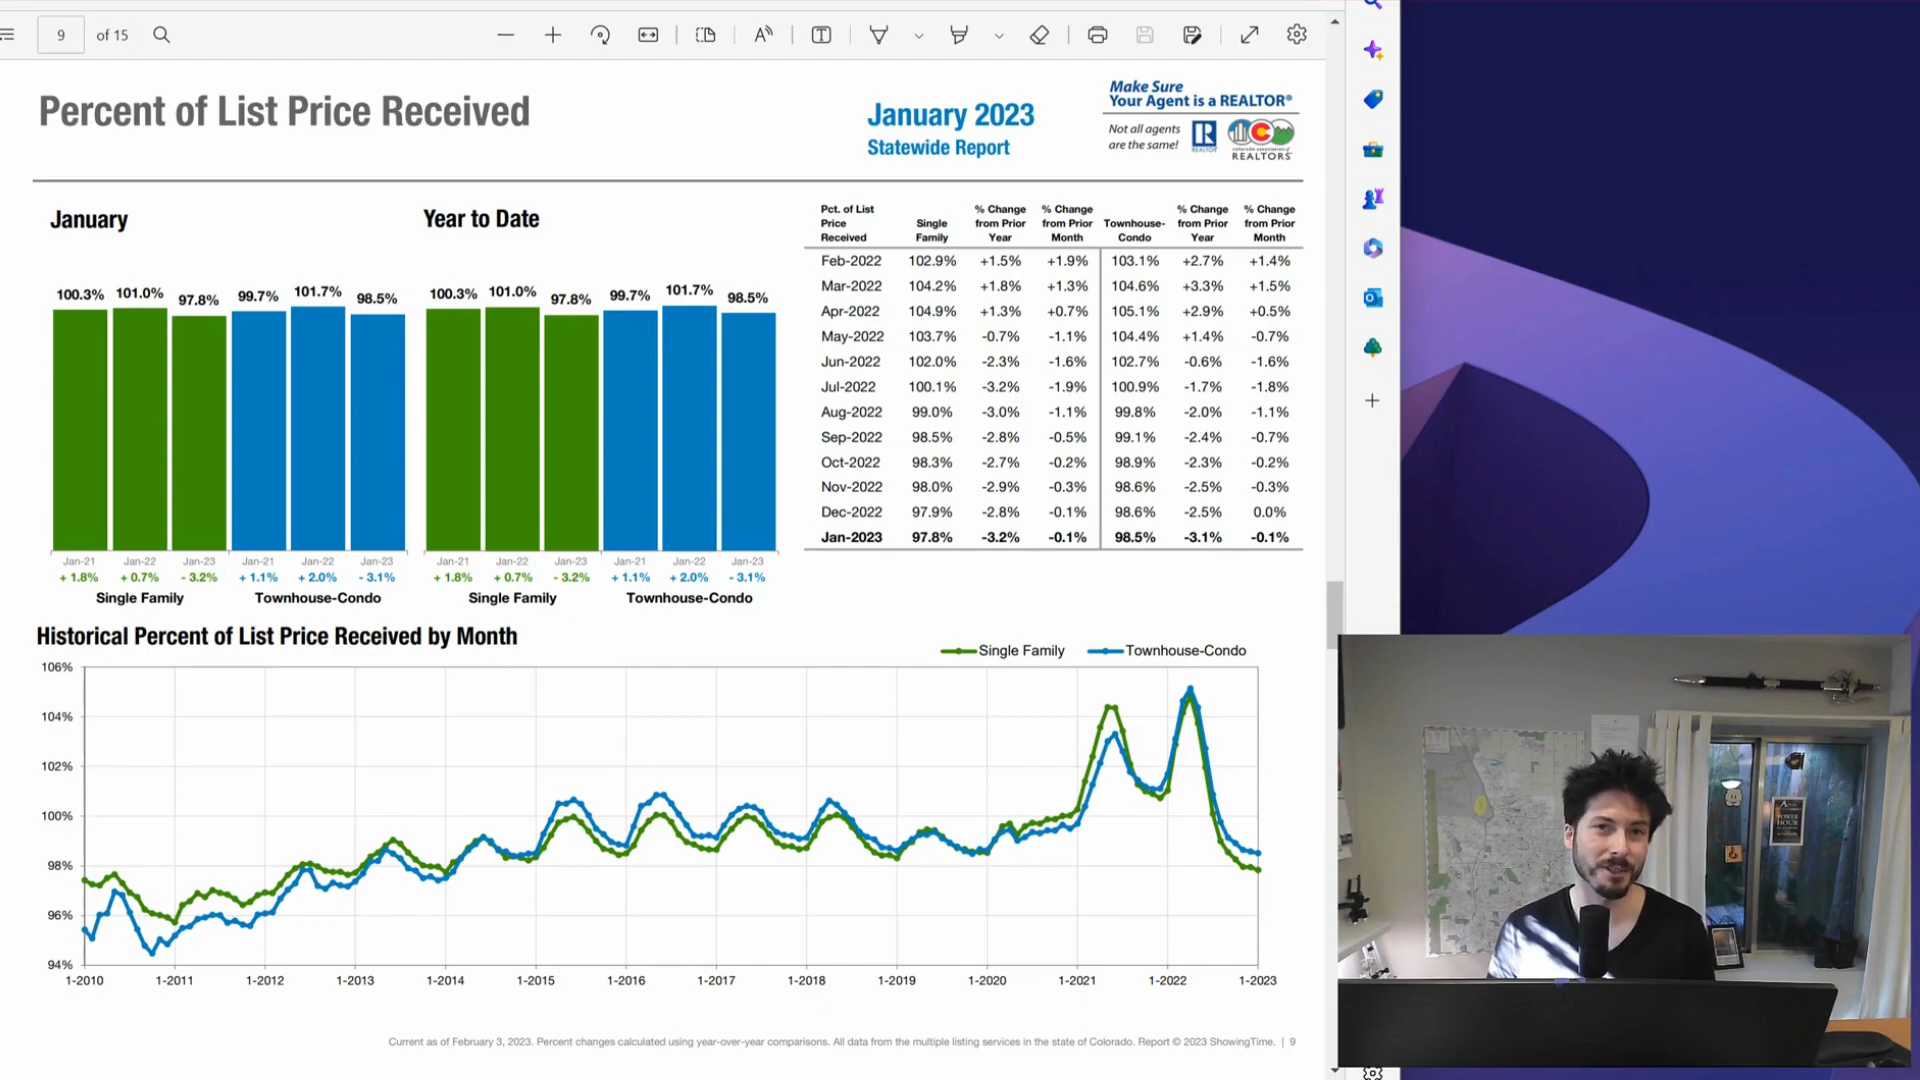 9 of 15
Percent of List Price Received
January 2023
Statewide Report
Make Sure
Your Agent is a REALTOR®
Not all agents
are the same!
R
REALTOR
C
colorado association of
REALTORS
January
Year to Date
100.3% 101.0% 97.8% 99.7% 101.7% 98.5%
100.3% 101.0% 97.8% 99.7% 101.7% 98.5%
Jan-21 Jan-22 Jan-23 Jan-21 Jan-22 Jan-23
Jan-21 Jan-22 Jan-23 Jan-21 Jan-22 Jan-23
+ 1.8% + 0.7% - 3.2% + 1.1% + 2.0% - 3.1%
+ 1.8% + 0.7% - 3.2% + 1.1% + 2.0% - 3.1%
Single Family Townhouse-Condo
Single Family Townhouse-Condo
Pct. of List % Change % Change % Change % Change
Price Single from Prior from Prior Townhouse- from Prior from Prior
Received Family Year Month Condo Year Month
Feb-2022 102.9% +1.5% +1.9% 103.1% +2.7% +1.4%
Mar-2022 104.2% +1.8% +1.3% 104.6% +3.3% +1.5%
Apr-2022 104.9% +1.3% +0.7% 105.1% +2.9% +0.5%
May-2022 103.7% -0.7% -1.1% 104.4% +1.4% -0.7%
Jun-2022 102.0% -2.3% -1.6% 102.7% -0.6% -1.6%
Jul-2022 100.1% -3.2% -1.9% 100.9% -1.7% -1.8%
Aug-2022 99.0% -3.0% -1.1% 99.8% -2.0% -1.1%
Sep-2022 98.5% -2.8% -0.5% 99.1% -2.4% -0.7%
Oct-2022 98.3% -2.7% -0.2% 98.9% -2.3% -0.2%
Nov-2022 98.0% -2.9% -0.3% 98.6% -2.5% -0.3%
Dec-2022 97.9% -2.8% -0.1% 98.6% -2.5% 0.0%
Jan-2023 97.8% -3.2% -0.1% 98.5% -3.1% -0.1%
Historical Percent of List Price Received by Month
Single Family Townhouse-Condo
106%
104%
102%
100%
98%
96%
94%
1-2010 1-2011 1-2012 1-2013 1-2014 1-2015 1-2016 1-2017 1-2018 1-2019 1-2020 1-2021 1-2022 1-2023
Current as of February 3, 2023. Percent changes calculated using year-over-year comparisons. All data from the multiple listing services in the state of Colorado. Report © 2023 ShowingTime. | 9
POWER
HOUR